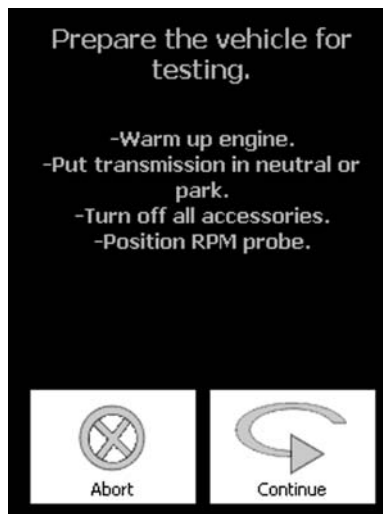 Prepare the vehicle for
testing.
-Warm up engine.
-Put transmission in neutral or
park.
-Turn off all accessories.
-Position RPM probe.
Abort
Continue